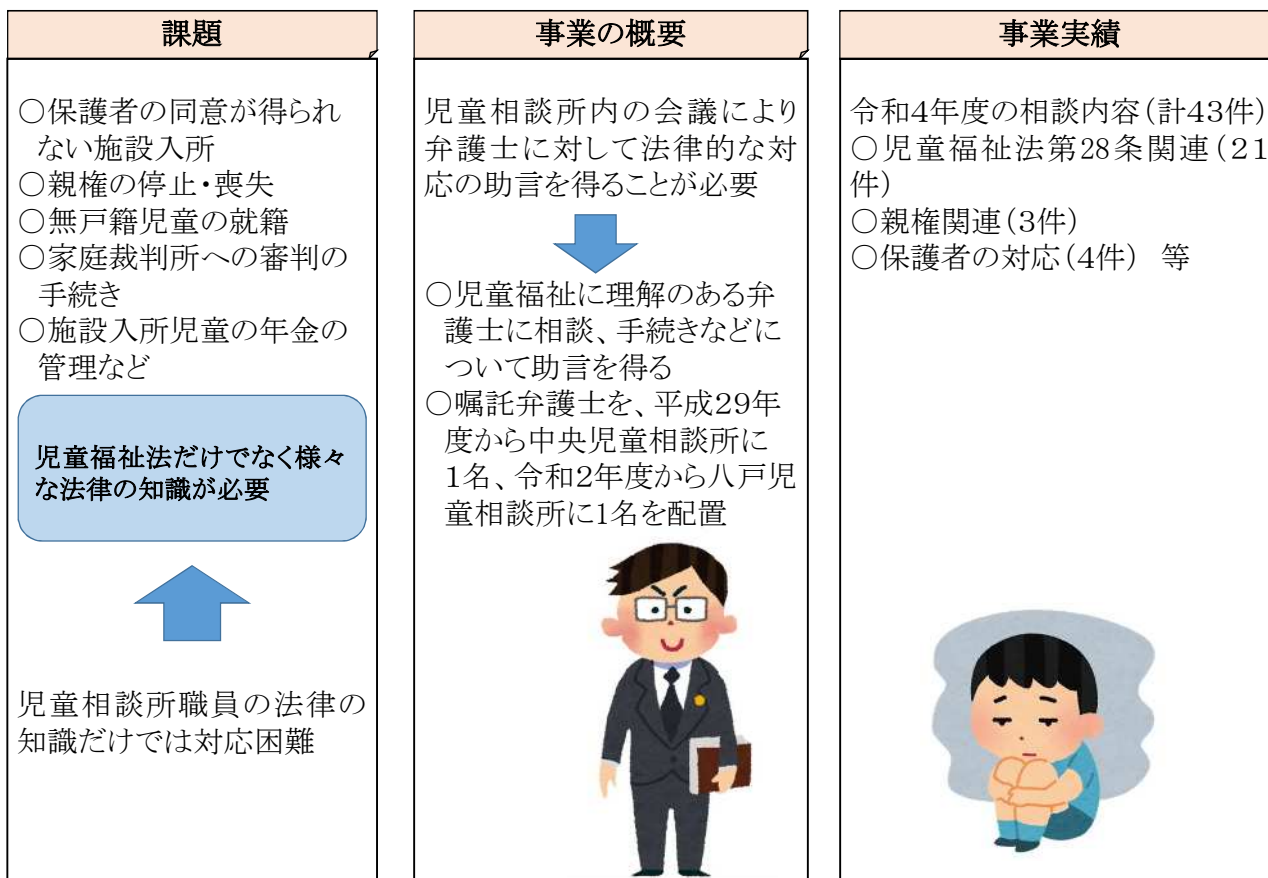 課題
○保護者の同意が得られ
ない施設入所
○親権の停止・喪失
○無戸籍児童の就籍
○家庭裁判所への審判の
手続き
○施設入所児童の年金の
管理など
児童福祉法だけでなく様々
な法律の知識が必要
児童相談所職員の法律の
知識だけでは対応困難
事業の概要
児童相談所内の会議により
弁護士に対して法律的な対
応の助言を得ることが必要
○児童福祉に理解のある弁
護士に相談、手続きなどに
ついて助言を得る
○嘱託弁護士を、平成29年
度から中央児童相談所に
1名、令和2年度から八戸児
童相談所に1名を配置
事業実績
令和4年度の相談内容(計43件)
○児童福祉法第28条関連(21
件)
○親権関連(3件)
○保護者の対応(4件) 等